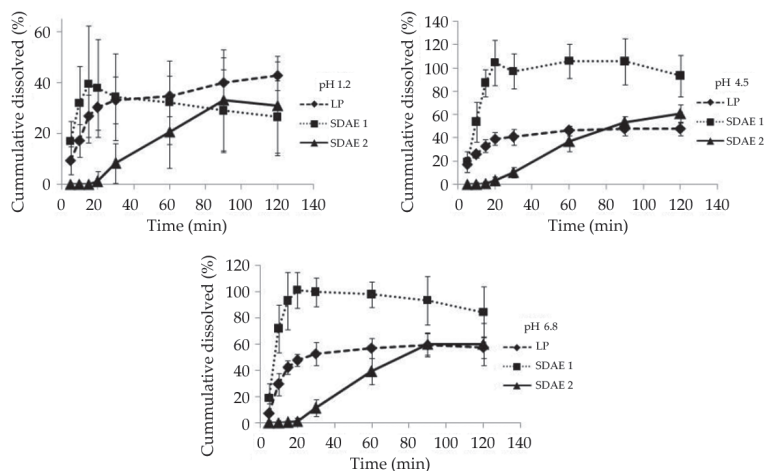 Cummulative dissolved (%)
60
40
20
0
0 20 40 60 80 100 120 140
Time (min)
pH 1.2
LP
SDAE 1
SDAE 2
Cummulative dissolved (%)
140
120
100
80
60
40
20
0
0 20 40 60 80 100 120 140
Time (min)
pH 4.5
LP
SDAE 1
SDAE 2
Cummulative dissolved (%)
120
100
80
60
40
20
0
0 20 40 60 80 100 120 140
Time (min)
pH 6.8
LP
SDAE 1
SDAE 2